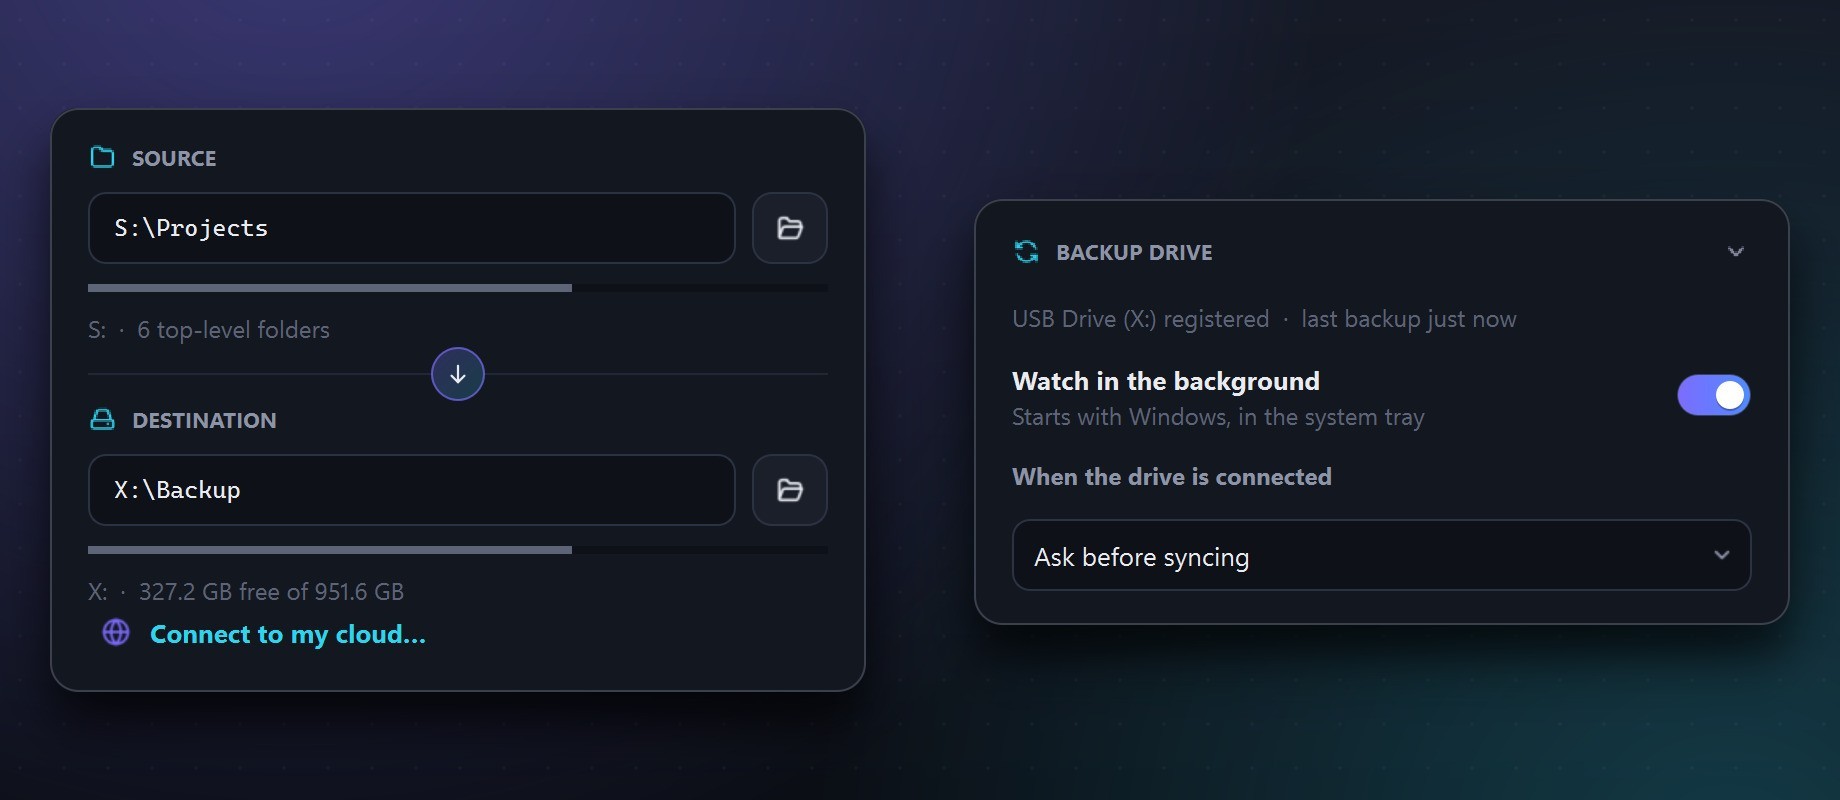 SOURCE
S:\Projects
S: · 6 top-level folders
DESTINATION
X:\Backup
X: · 327.2 GB free of 951.6 GB
Connect to my cloud...
BACKUP DRIVE
USB Drive (X:) registered · last backup just now
Watch in the background
Starts with Windows, in the system tray
When the drive is connected
Ask before syncing